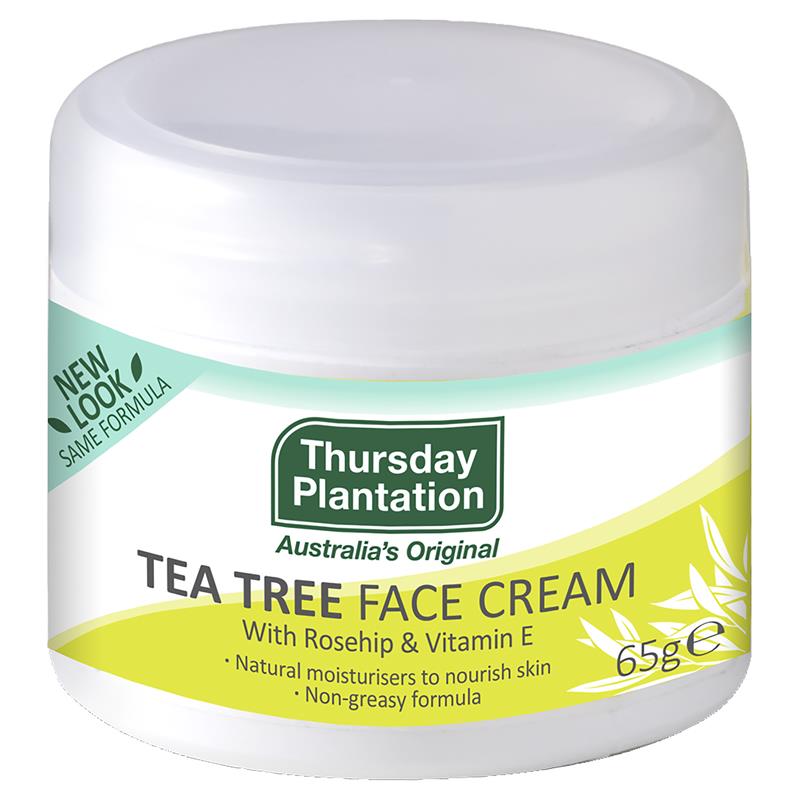 NEW
LOOK
SAME FORMULA
Thursday
Plantation
Australia's Original
TEA TREE FACE CREAM
With Rosehip & Vitamin E
· Natural moisturisers to nourish skin
· Non-greasy formula
65g℮